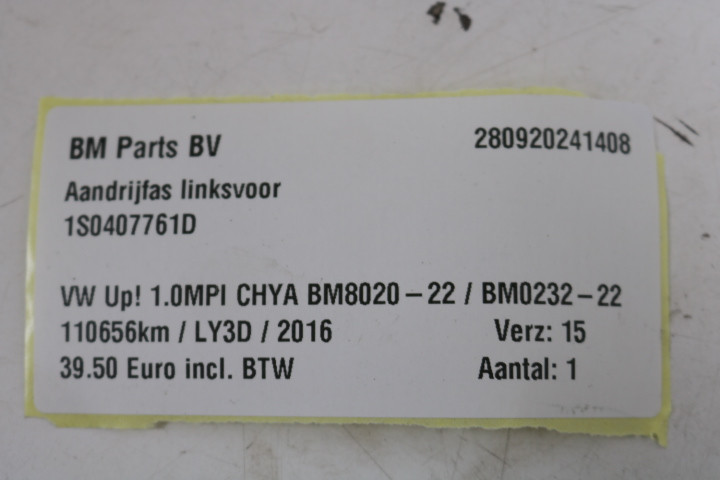 BM Parts BV 280920241408
Aandrijfas linksvoor
1S0407761D
VW Up! 1.0MPI CHYA BM8020-22 / BM0232-22
110656km / LY3D / 2016 Verz: 15
39.50 Euro incl. BTW Aantal: 1